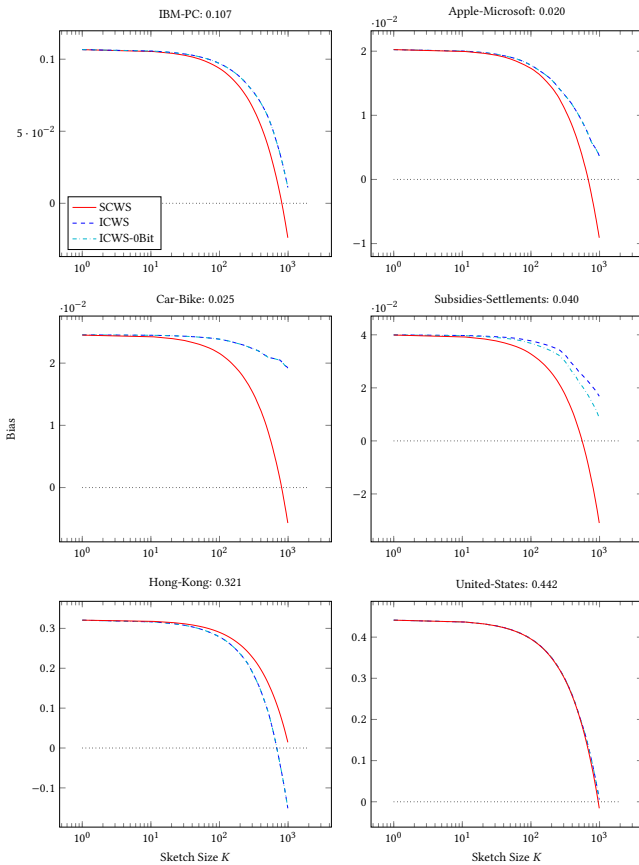 IBM-PC: 0.107
0.1
5 · 10⁻²
0
SCWS
ICWS
ICWS-0Bit
10⁰ 10¹ 10² 10³
Apple-Microsoft: 0.020
·10⁻²
2
1
0
−1
10⁰ 10¹ 10² 10³
Car-Bike: 0.025
·10⁻²
2
1
0
10⁰ 10¹ 10² 10³
Subsidies-Settlements: 0.040
·10⁻²
4
2
0
−2
10⁰ 10¹ 10² 10³
Bias
Hong-Kong: 0.321
0.3
0.2
0.1
0
−0.1
10⁰ 10¹ 10² 10³
Sketch Size K
United-States: 0.442
0.4
0.3
0.2
0.1
0
10⁰ 10¹ 10² 10³
Sketch Size K